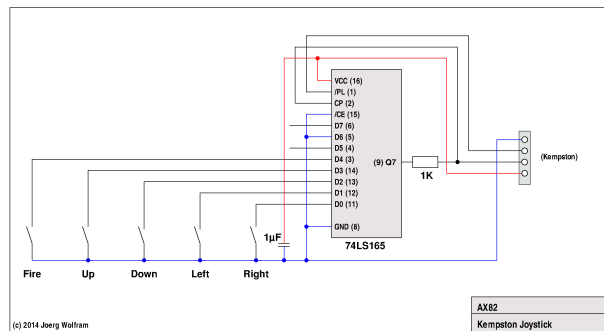 VCC (16)
/PL (1)
CP (2)
/CE (15)
D7 (6)
D6 (5)
D5 (4)
D4 (3)
D3 (14)
D2 (13)
D1 (12)
D0 (11)
GND (8)
(9) Q7
1K
(Kempston)
1µF
74LS165
Fire
Up
Down
Left
Right
AX82
Kempston Joystick
(c) 2014 Joerg Wolfram